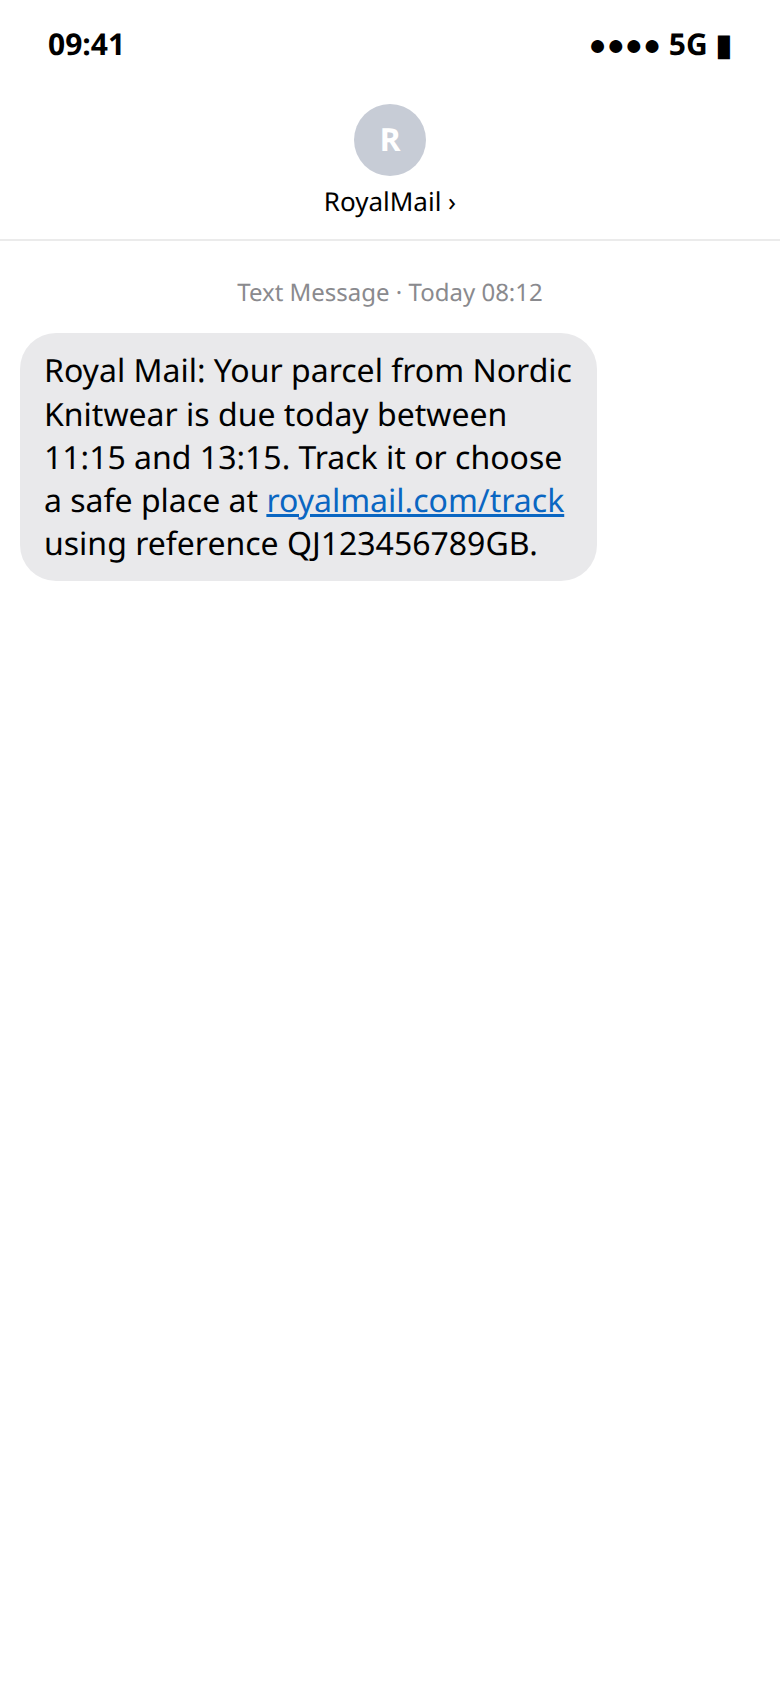 09:41
●●●● 5G ▮
R
RoyalMail ›
Text Message · Today 08:12
Royal Mail: Your parcel from Nordic
Knitwear is due today between
11:15 and 13:15. Track it or choose
a safe place at royalmail.com/track
using reference QJ123456789GB.